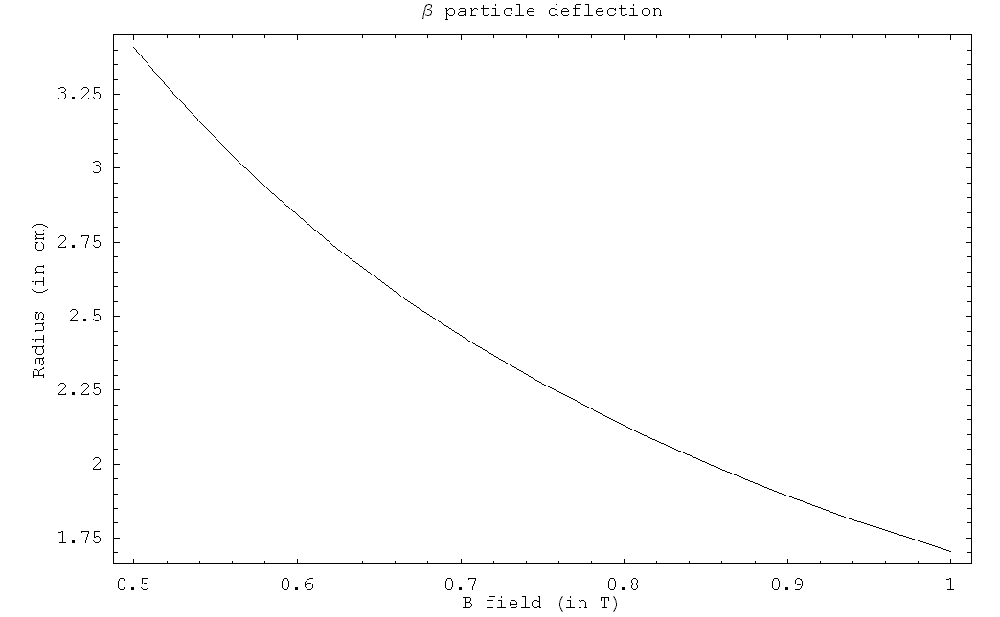 β particle deflection
3.25
3
2.75
2.5
2.25
2
1.75
Radius (in cm)
0.5 0.6 0.7 0.8 0.9 1
B field (in T)